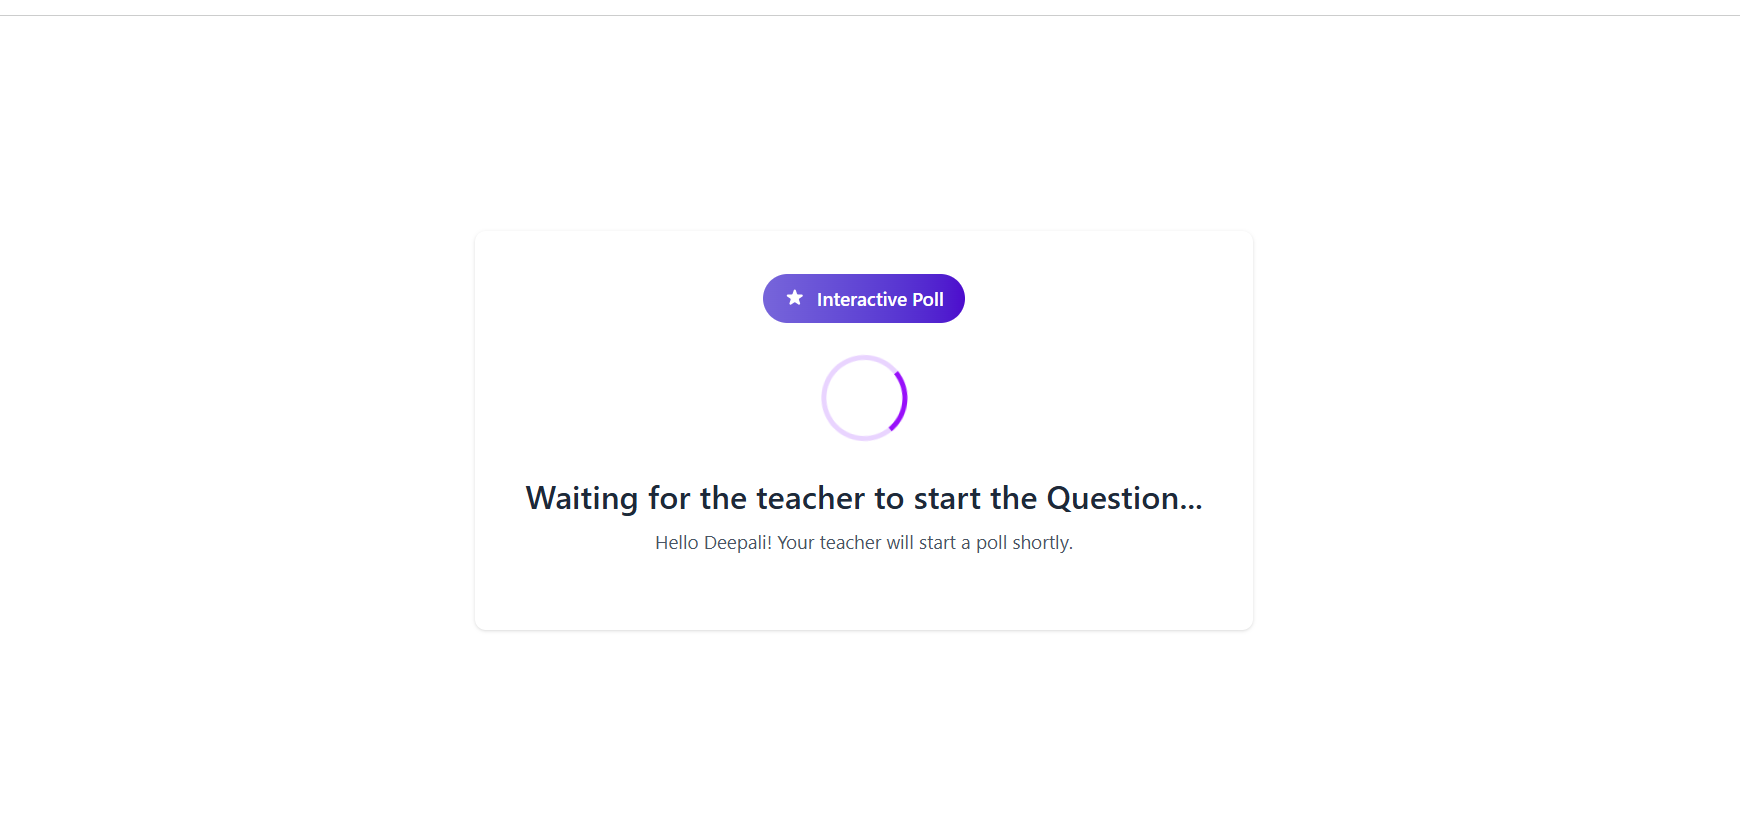 Interactive Poll
Waiting for the teacher to start the Question...
Hello Deepali! Your teacher will start a poll shortly.